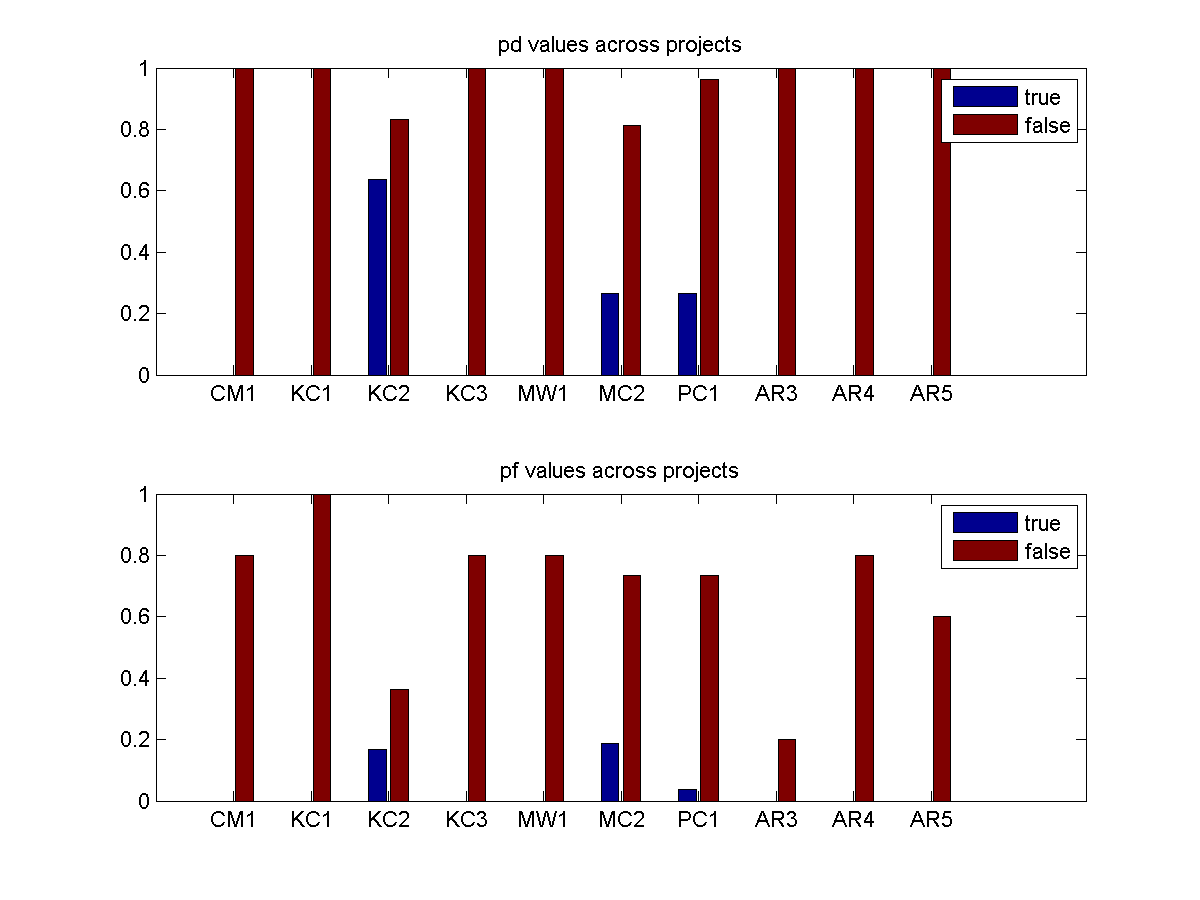 pd values across projects
1
0.8
0.6
0.4
0.2
0
true
false
CM1 KC1 KC2 KC3 MW1 MC2 PC1 AR3 AR4 AR5
pf values across projects
1
0.8
0.6
0.4
0.2
0
true
false
CM1 KC1 KC2 KC3 MW1 MC2 PC1 AR3 AR4 AR5